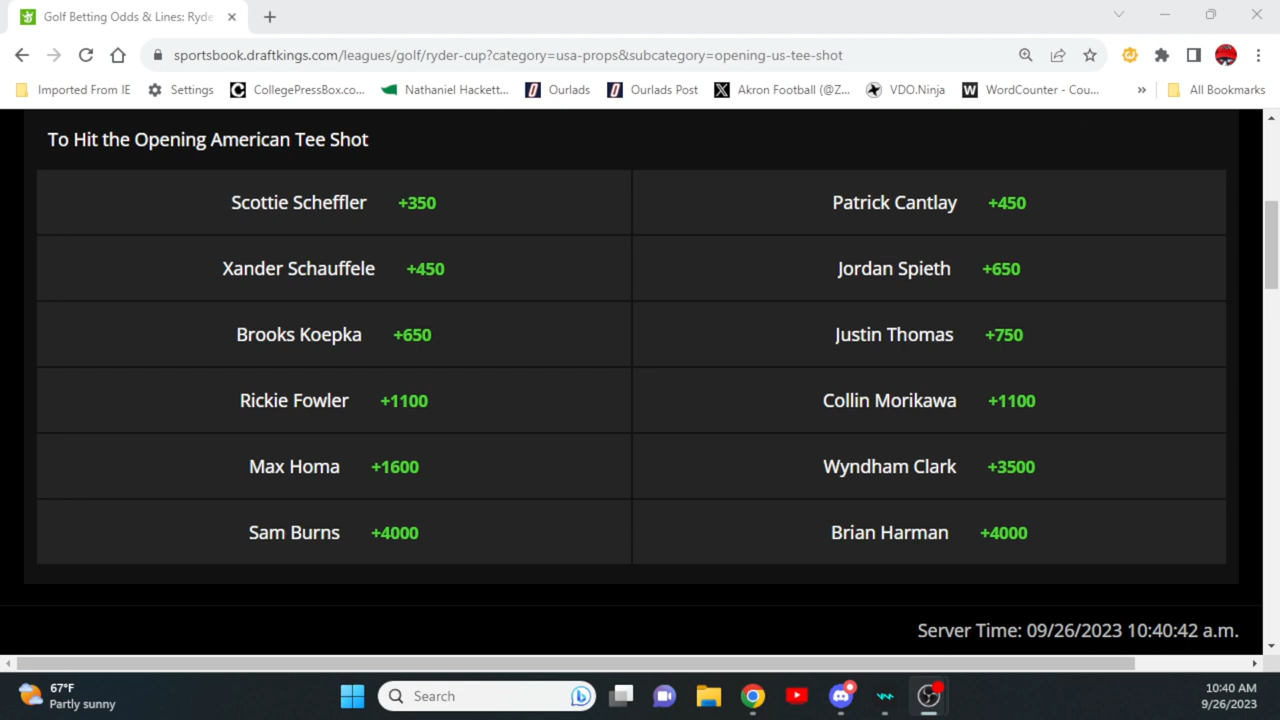 Golf Betting Odds & Lines: Ryde
sportsbook.draftkings.com/leagues/golf/ryder-cup?category=usa-props&subcategory=opening-us-tee-shot
Imported From IE Settings CollegePressBox.co... Nathaniel Hackett... Ourlads Ourlads Post Akron Football (@Z... VDO.Ninja WordCounter - Cou... » All Bookmarks
To Hit the Opening American Tee Shot
Scottie Scheffler +350 Patrick Cantlay +450
Xander Schauffele +450 Jordan Spieth +650
Brooks Koepka +650 Justin Thomas +750
Rickie Fowler +1100 Collin Morikawa +1100
Max Homa +1600 Wyndham Clark +3500
Sam Burns +4000 Brian Harman +4000
Server Time: 09/26/2023 10:40:42 a.m.
67°F Search 10:40 AM
Partly sunny 9/26/2023